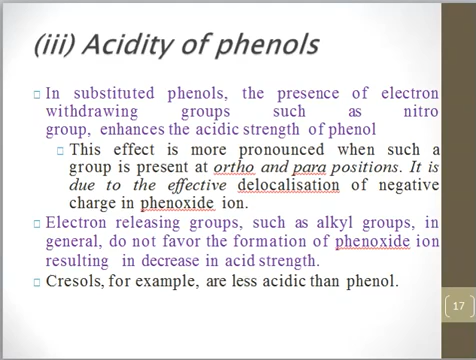 (iii) Acidity of phenols
In substituted phenols, the presence of electron
withdrawing groups such as nitro
group, enhances the acidic strength of phenol
This effect is more pronounced when such a
group is present at ortho and para positions. It is
due to the effective delocalisation of negative
charge in phenoxide ion.
Electron releasing groups, such as alkyl groups, in
general, do not favor the formation of phenoxide ion
resulting in decrease in acid strength.
Cresols, for example, are less acidic than phenol.
17